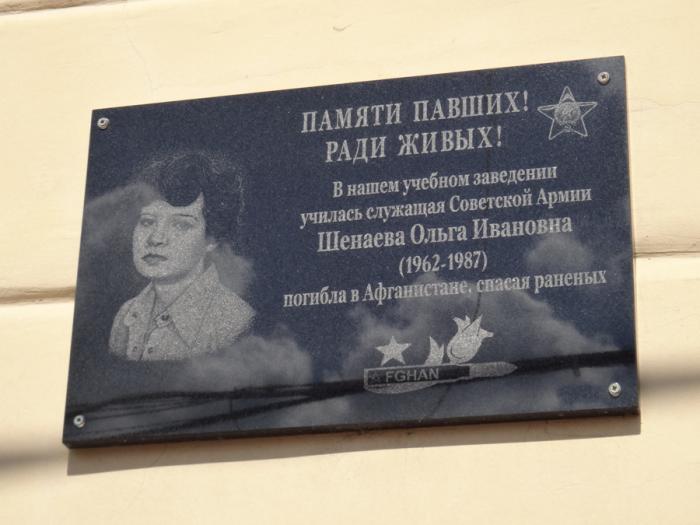 ПАМЯТИ ПАВШИХ!
РАДИ ЖИВЫХ!
В нашем учебном заведении
училась служащая Советской Армии
Шенаева Ольга Ивановна
(1962-1987)
погибла в Афганистане, спасая раненых
AFGHAN